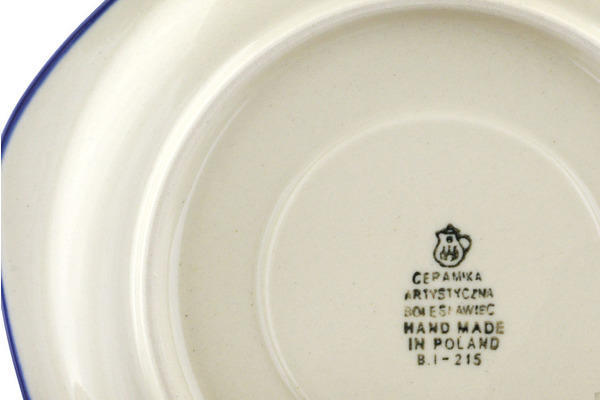 CERAMIKA
ARTYSTYCZNA
BOLESŁAWIEC
HAND MADE
IN POLAND
B.I-215